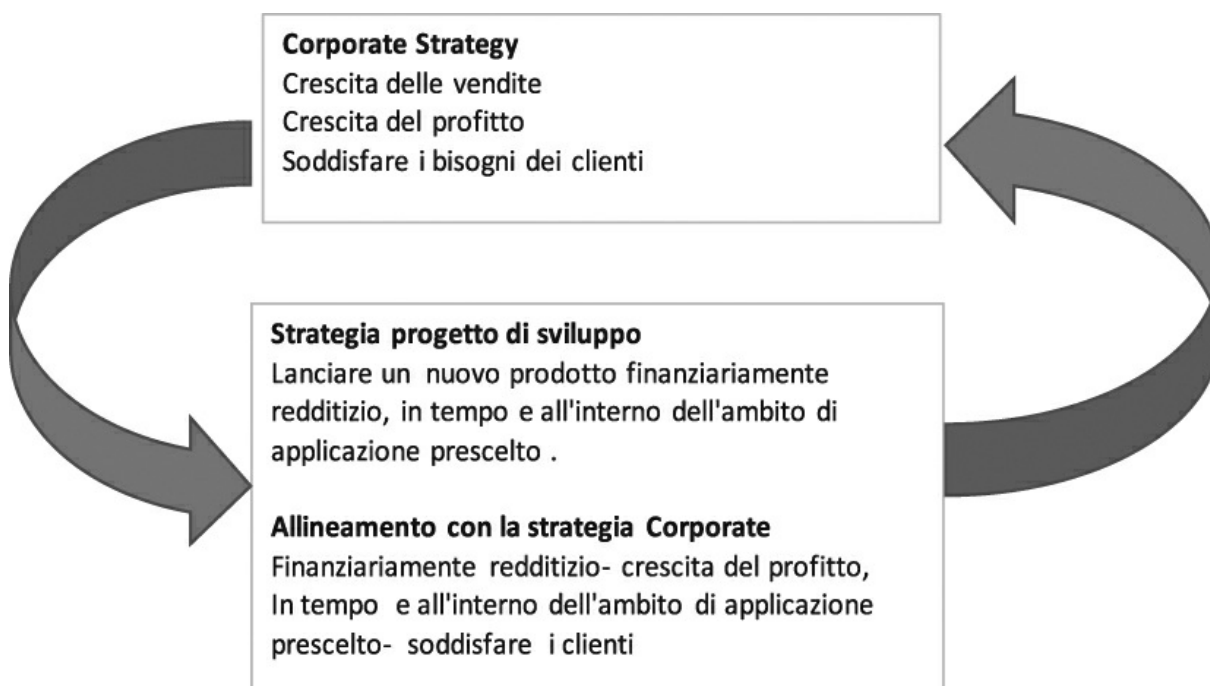 Corporate Strategy
Crescita delle vendite
Crescita del profitto
Soddisfare i bisogni dei clienti
Strategia progetto di sviluppo
Lanciare un nuovo prodotto finanziariamente
redditizio, in tempo e all'interno dell'ambito di
applicazione prescelto .
Allineamento con la strategia Corporate
Finanziariamente redditizio- crescita del profitto,
In tempo e all'interno dell'ambito di applicazione
prescelto- soddisfare i clienti